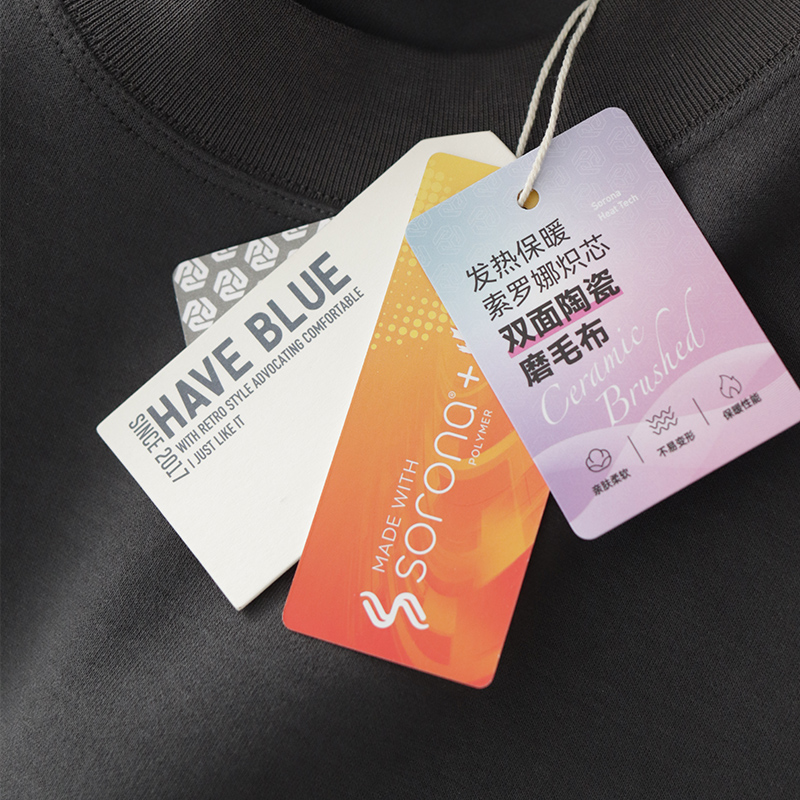 HAVE BLUE
SINCE 2017
WITH RETRO STYLE ADVOCATING COMFORTABLE
I JUST LIKE IT
MADE WITH
sorona® +
POLYMER
Sorona
Heat Tech
发热保暖
索罗娜炽芯
双面陶瓷
磨毛布
Ceramic
Brushed
亲肤柔软
不易变形
保暖性能